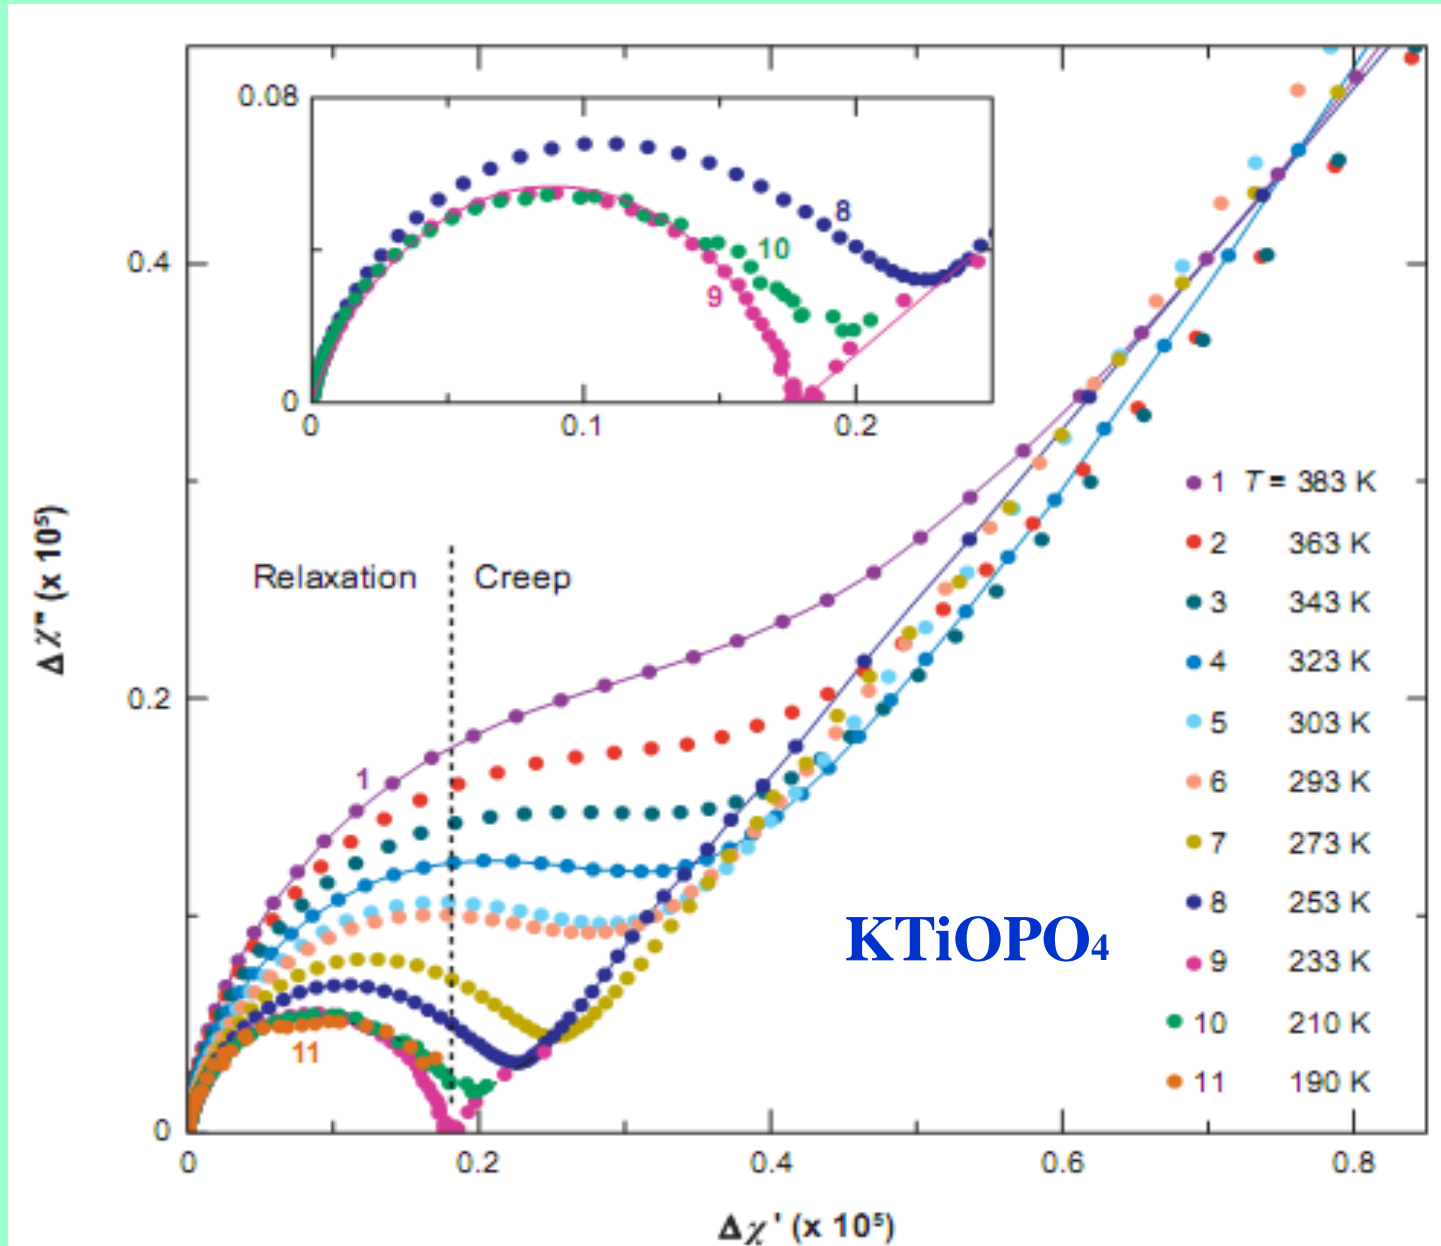 0.08
8
10
9
0
0
0.1
0.2
0.4
0.2
0
Δχ" (x 10⁵)
Relaxation
Creep
1
11
KTiOPO₄
1 T = 383 K
2 363 K
3 343 K
4 323 K
5 303 K
6 293 K
7 273 K
8 253 K
9 233 K
10 210 K
11 190 K
0
0.2
0.4
0.6
0.8
Δχ' (x 10⁵)